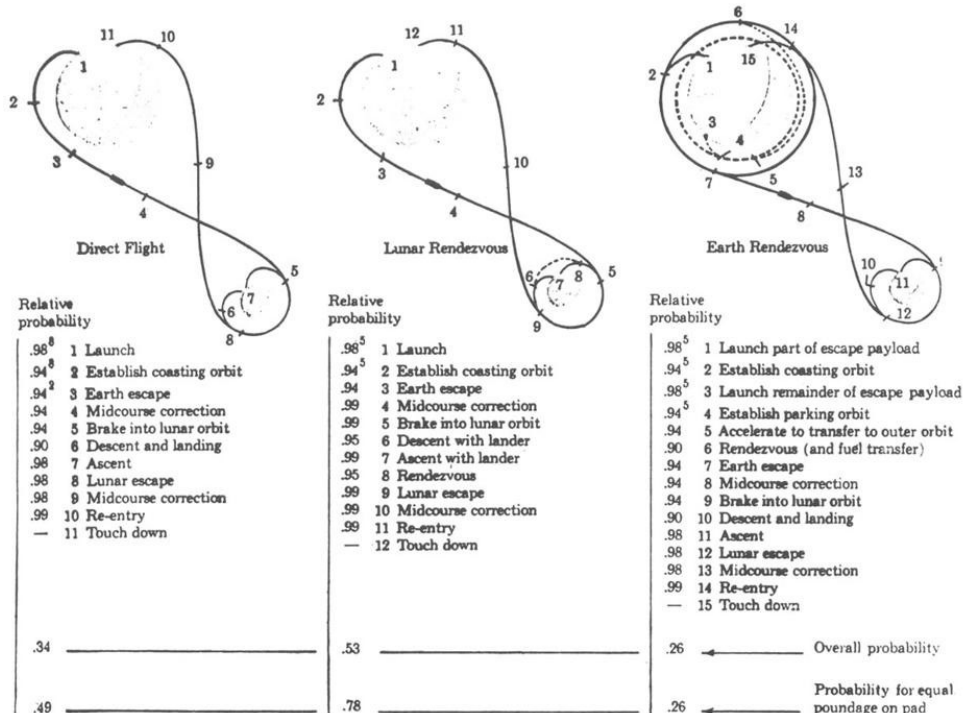 11
10
1
2
3
9
4
Direct Flight
5
7
6
8
Relative
probability
.98⁸ 1 Launch
.94⁸ 2 Establish coasting orbit
.94² 3 Earth escape
.94 4 Midcourse correction
.94 5 Brake into lunar orbit
.90 6 Descent and landing
.98 7 Ascent
.98 8 Lunar escape
.98 9 Midcourse correction
.99 10 Re-entry
— 11 Touch down
.34
.49
12
11
1
2
3
10
4
Lunar Rendezvous
5
6
7
8
9
Relative
probability
.98⁵ 1 Launch
.94⁵ 2 Establish coasting orbit
.94 3 Earth escape
.99 4 Midcourse correction
.99 5 Brake into lunar orbit
.95 6 Descent with lander
.99 7 Ascent with lander
.95 8 Rendezvous
.99 9 Lunar escape
.99 10 Midcourse correction
.99 11 Re-entry
— 12 Touch down
.53
.78
6
14
1
15
2
3
4
7
5
13
8
Earth Rendezvous
10
11
12
Relative
probability
.98⁵ 1 Launch part of escape payload
.94⁵ 2 Establish coasting orbit
.98⁵ 3 Launch remainder of escape payload
.94⁵ 4 Establish parking orbit
.94 5 Accelerate to transfer to outer orbit
.90 6 Rendezvous (and fuel transfer)
.94 7 Earth escape
.94 8 Midcourse correction
.94 9 Brake into lunar orbit
.90 10 Descent and landing
.98 11 Ascent
.98 12 Lunar escape
.98 13 Midcourse correction
.99 14 Re-entry
— 15 Touch down
.26 Overall probability
.26 Probability for equal
poundage on pad